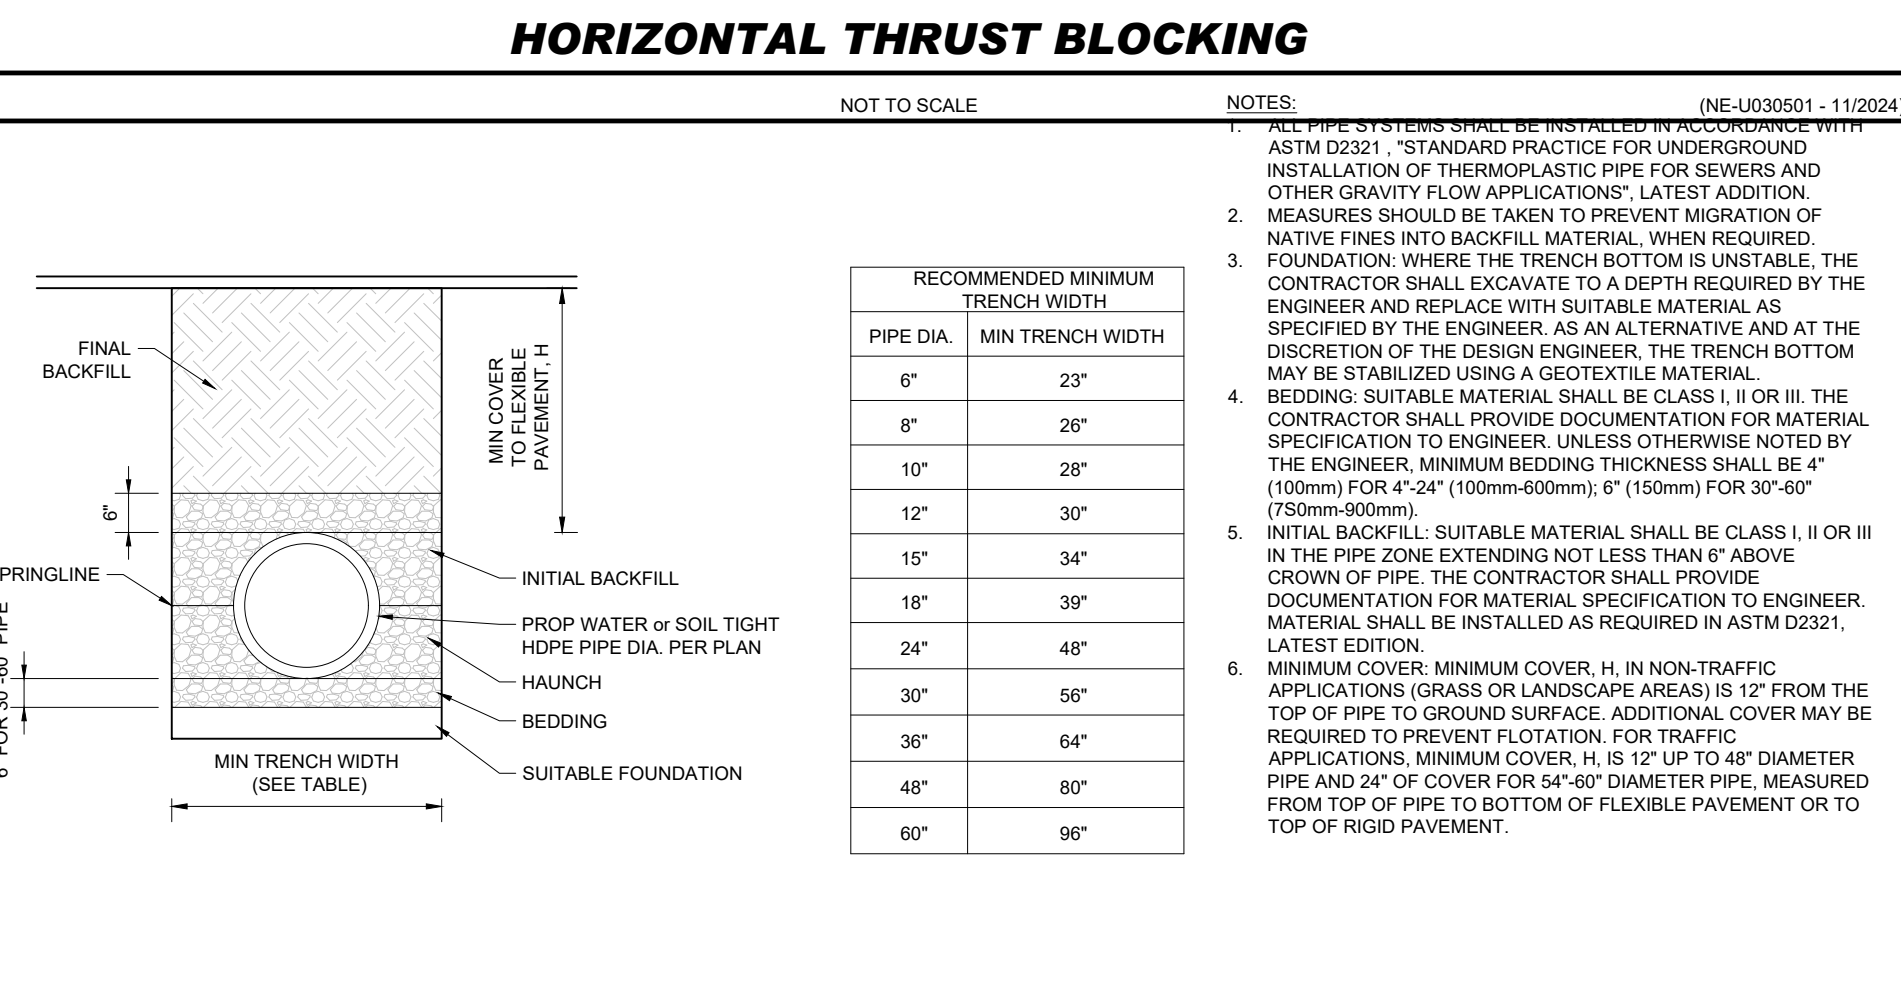 HORIZONTAL THRUST BLOCKING
NOT TO SCALE
(NE-U030501 - 11/2024)
FINAL
BACKFILL
MIN COVER
TO FLEXIBLE
PAVEMENT, H
6"
PRINGLINE
6" FOR 30"-60" PIPE
INITIAL BACKFILL
PROP WATER or SOIL TIGHT
HDPE PIPE DIA. PER PLAN
HAUNCH
BEDDING
SUITABLE FOUNDATION
MIN TRENCH WIDTH
(SEE TABLE)
RECOMMENDED MINIMUM
TRENCH WIDTH
PIPE DIA. MIN TRENCH WIDTH
6" 23"
8" 26"
10" 28"
12" 30"
15" 34"
18" 39"
24" 48"
30" 56"
36" 64"
48" 80"
60" 96"
NOTES:
1. ALL PIPE SYSTEMS SHALL BE INSTALLED IN ACCORDANCE WITH
ASTM D2321 , "STANDARD PRACTICE FOR UNDERGROUND
INSTALLATION OF THERMOPLASTIC PIPE FOR SEWERS AND
OTHER GRAVITY FLOW APPLICATIONS", LATEST ADDITION.
2. MEASURES SHOULD BE TAKEN TO PREVENT MIGRATION OF
NATIVE FINES INTO BACKFILL MATERIAL, WHEN REQUIRED.
3. FOUNDATION: WHERE THE TRENCH BOTTOM IS UNSTABLE, THE
CONTRACTOR SHALL EXCAVATE TO A DEPTH REQUIRED BY THE
ENGINEER AND REPLACE WITH SUITABLE MATERIAL AS
SPECIFIED BY THE ENGINEER. AS AN ALTERNATIVE AND AT THE
DISCRETION OF THE DESIGN ENGINEER, THE TRENCH BOTTOM
MAY BE STABILIZED USING A GEOTEXTILE MATERIAL.
4. BEDDING: SUITABLE MATERIAL SHALL BE CLASS I, II OR III. THE
CONTRACTOR SHALL PROVIDE DOCUMENTATION FOR MATERIAL
SPECIFICATION TO ENGINEER. UNLESS OTHERWISE NOTED BY
THE ENGINEER, MINIMUM BEDDING THICKNESS SHALL BE 4"
(100mm) FOR 4"-24" (100mm-600mm); 6" (150mm) FOR 30"-60"
(7S0mm-900mm).
5. INITIAL BACKFILL: SUITABLE MATERIAL SHALL BE CLASS I, II OR III
IN THE PIPE ZONE EXTENDING NOT LESS THAN 6" ABOVE
CROWN OF PIPE. THE CONTRACTOR SHALL PROVIDE
DOCUMENTATION FOR MATERIAL SPECIFICATION TO ENGINEER.
MATERIAL SHALL BE INSTALLED AS REQUIRED IN ASTM D2321,
LATEST EDITION.
6. MINIMUM COVER: MINIMUM COVER, H, IN NON-TRAFFIC
APPLICATIONS (GRASS OR LANDSCAPE AREAS) IS 12" FROM THE
TOP OF PIPE TO GROUND SURFACE. ADDITIONAL COVER MAY BE
REQUIRED TO PREVENT FLOTATION. FOR TRAFFIC
APPLICATIONS, MINIMUM COVER, H, IS 12" UP TO 48" DIAMETER
PIPE AND 24" OF COVER FOR 54"-60" DIAMETER PIPE, MEASURED
FROM TOP OF PIPE TO BOTTOM OF FLEXIBLE PAVEMENT OR TO
TOP OF RIGID PAVEMENT.